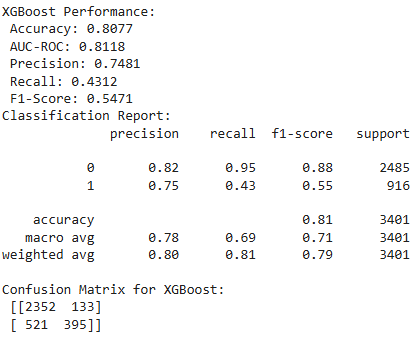 XGBoost Performance:
Accuracy: 0.8077
AUC-ROC: 0.8118
Precision: 0.7481
Recall: 0.4312
F1-Score: 0.5471
Classification Report:
precision recall f1-score support
0 0.82 0.95 0.88 2485
1 0.75 0.43 0.55 916
accuracy 0.81 3401
macro avg 0.78 0.69 0.71 3401
weighted avg 0.80 0.81 0.79 3401
Confusion Matrix for XGBoost:
[[2352 133]
[ 521 395]]